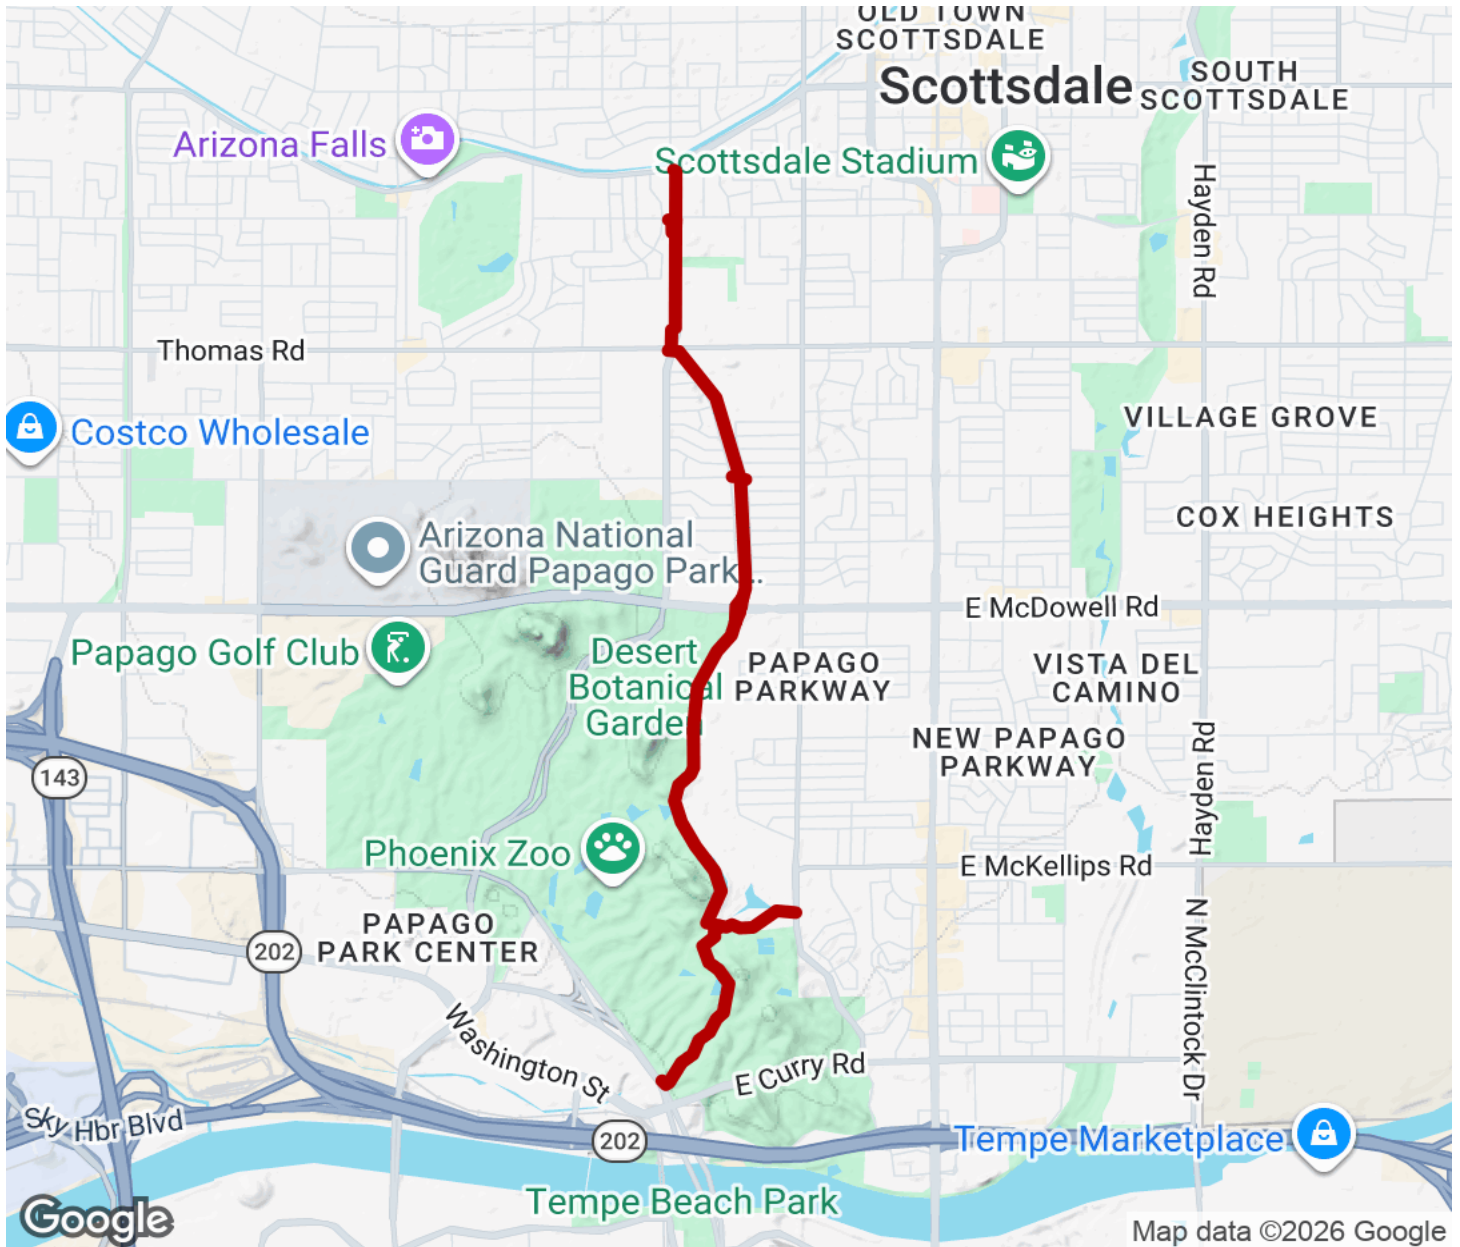 OLD TOWN
SCOTTSDALE
Scottsdale
SOUTH
SCOTTSDALE
Arizona Falls
Scottsdale Stadium
Hayden Rd
Thomas Rd
VILLAGE GROVE
Costco Wholesale
COX HEIGHTS
Arizona National
Guard Papago Park...
E McDowell Rd
Papago Golf Club
Desert
Botanical
Garden
PAPAGO
PARKWAY
VISTA DEL
CAMINO
NEW PAPAGO
PARKWAY
Hayden Rd
143
Phoenix Zoo
E McKellips Rd
PAPAGO
PARK CENTER
202
N McClintock Dr
Washington St
E Curry Rd
Sky Hbr Blvd
202
Tempe Marketplace
Tempe Beach Park
Google
Map data ©2026 Google